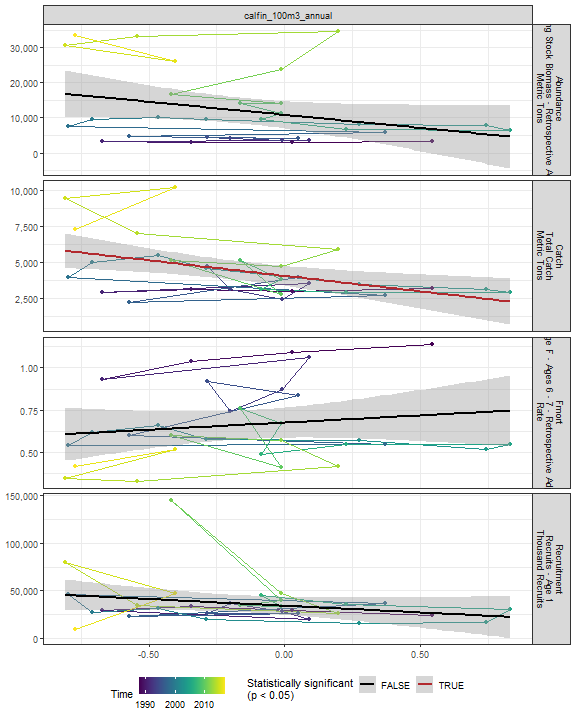 calfin_100m3_annual
30,000
20,000
10,000
0
Abundance
Stock Biomass - Retrospective
Metric Tons
10,000
7,500
5,000
2,500
Catch
Total Catch
Metric Tons
1.00
0.75
0.50
Fmort
F - Ages 6 - 7 - Retrospective
Rate
150,000
100,000
50,000
0
Recruitment
Recruits - Age 1
Thousand Recruits
-0.50
0.00
0.50
Time
1990
2000
2010
Statistically significant
(p < 0.05)
FALSE
TRUE